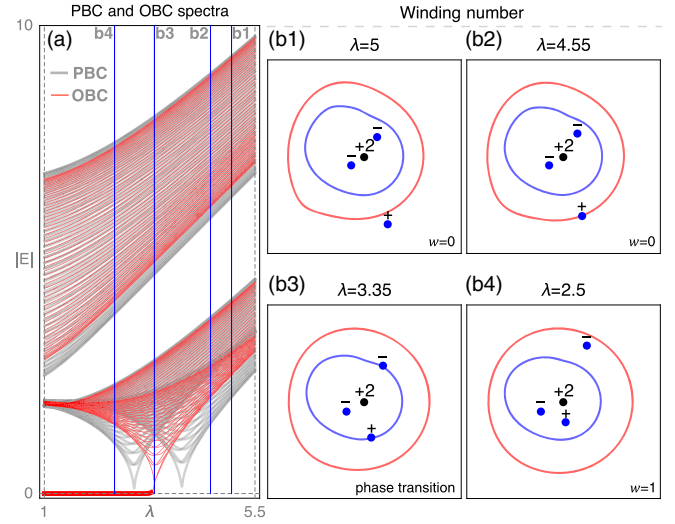 PBC and OBC spectra
Winding number
10
(a)
b4
b3
b2
b1
PBC
OBC
|E|
0
1
λ
5.5
(b1)
λ=5
−
+2
−
+
w=0
(b2)
λ=4.55
−
+2
−
+
w=0
(b3)
λ=3.35
−
+2
−
+
phase transition
(b4)
λ=2.5
−
+2
−
+
w=1